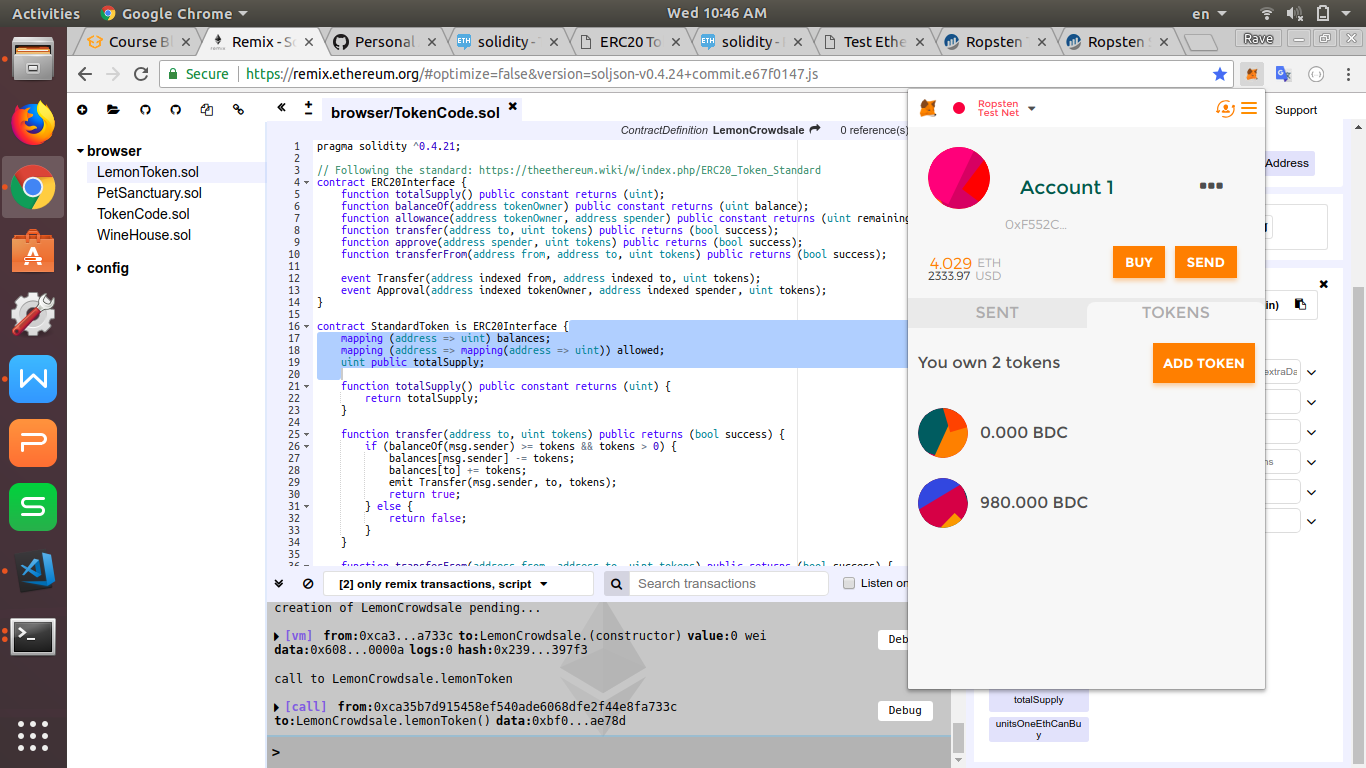 Activities
Google Chrome
Wed 10:46 AM
en
Course Bl
Remix - So
Personal
solidity -
ERC20 To
solidity -
Test Ethe
Ropsten
Ropsten
Rave
Secure
https://remix.ethereum.org/#optimize=false&version=soljson-v0.4.24+commit.e67f0147.js
browser
LemonToken.sol
PetSanctuary.sol
TokenCode.sol
WineHouse.sol
config
browser/TokenCode.sol
ContractDefinition LemonCrowdsale 0 reference(s)
1 pragma solidity ^0.4.21;
2
3 // Following the standard: https://theethereum.wiki/w/index.php/ERC20_Token_Standard
4 contract ERC20Interface {
5 function totalSupply() public constant returns (uint);
6 function balanceOf(address tokenOwner) public constant returns (uint balance);
7 function allowance(address tokenOwner, address spender) public constant returns (uint remaining
8 function transfer(address to, uint tokens) public returns (bool success);
9 function approve(address spender, uint tokens) public returns (bool success);
10 function transferFrom(address from, address to, uint tokens) public returns (bool success);
11
12 event Transfer(address indexed from, address indexed to, uint tokens);
13 event Approval(address indexed tokenOwner, address indexed spender, uint tokens);
14 }
15
16 contract StandardToken is ERC20Interface {
17 mapping (address => uint) balances;
18 mapping (address => mapping(address => uint)) allowed;
19 uint public totalSupply;
20
21 function totalSupply() public constant returns (uint) {
22 return totalSupply;
23 }
24
25 function transfer(address to, uint tokens) public returns (bool success) {
26 if (balanceOf(msg.sender) >= tokens && tokens > 0) {
27 balances[msg.sender] -= tokens;
28 balances[to] += tokens;
29 emit Transfer(msg.sender, to, tokens);
30 return true;
31 } else {
32 return false;
33 }
34 }
35
36 function transferFrom(address from, address to, uint tokens) public returns (bool success) {
[2] only remix transactions, script
Search transactions
Listen on
creation of LemonCrowdsale pending...
[vm] from:0xca3...a733c to:LemonCrowdsale.(constructor) value:0 wei
data:0x608...0000a logs:0 hash:0x239...397f3
Deb
call to LemonCrowdsale.lemonToken
[call] from:0xca35b7d915458ef540ade6068dfe2f44e8fa733c
to:LemonCrowdsale.lemonToken() data:0xbf0...ae78d
Debug
>
Ropsten
Test Net
Account 1
0xF552C...
4.029 ETH
2333.97 USD
BUY
SEND
SENT
TOKENS
You own 2 tokens
ADD TOKEN
0.000 BDC
980.000 BDC
Support
Address
in)
extraDa
ns
totalSupply
unitsOneEthCanBu
y